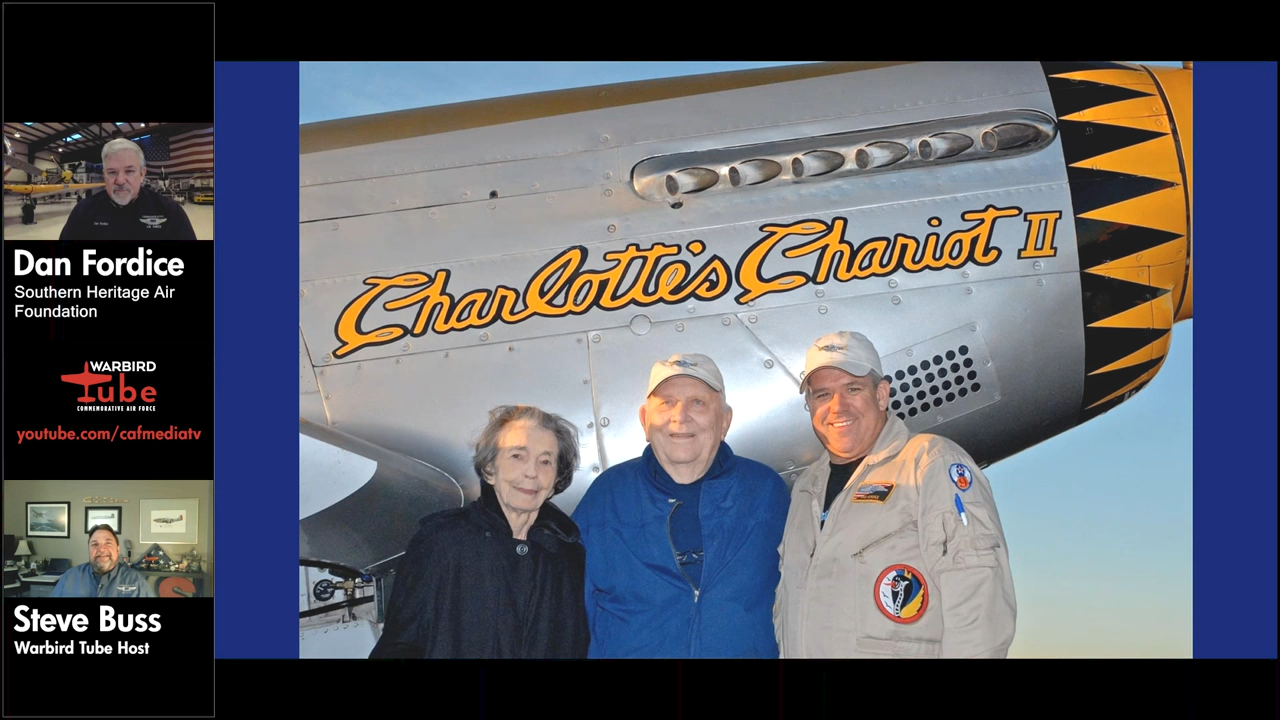 Dan Fordice
Southern Heritage Air
Foundation
WARBIRD
Tube
COMMEMORATIVE AIR FORCE
youtube.com/cafmediatv
Steve Buss
Warbird Tube Host
Charlotte's Chariot II